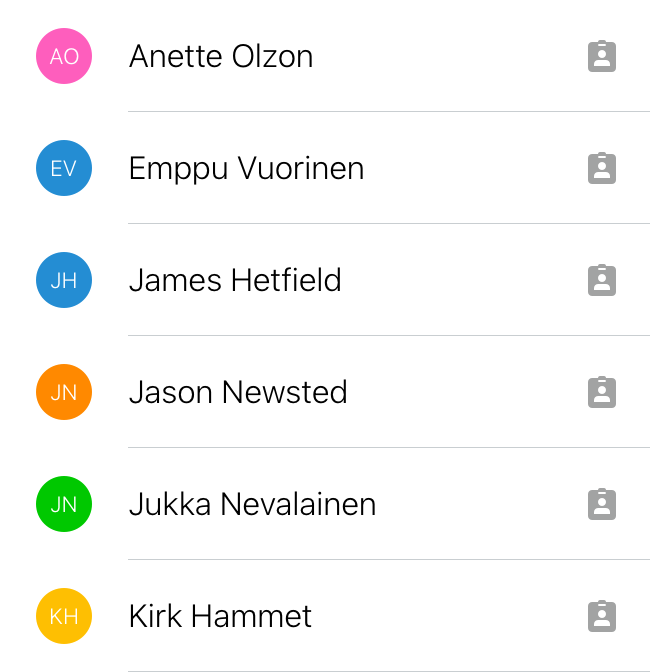 AO Anette Olzon
EV Emppu Vuorinen
JH James Hetfield
JN Jason Newsted
JN Jukka Nevalainen
KH Kirk Hammet